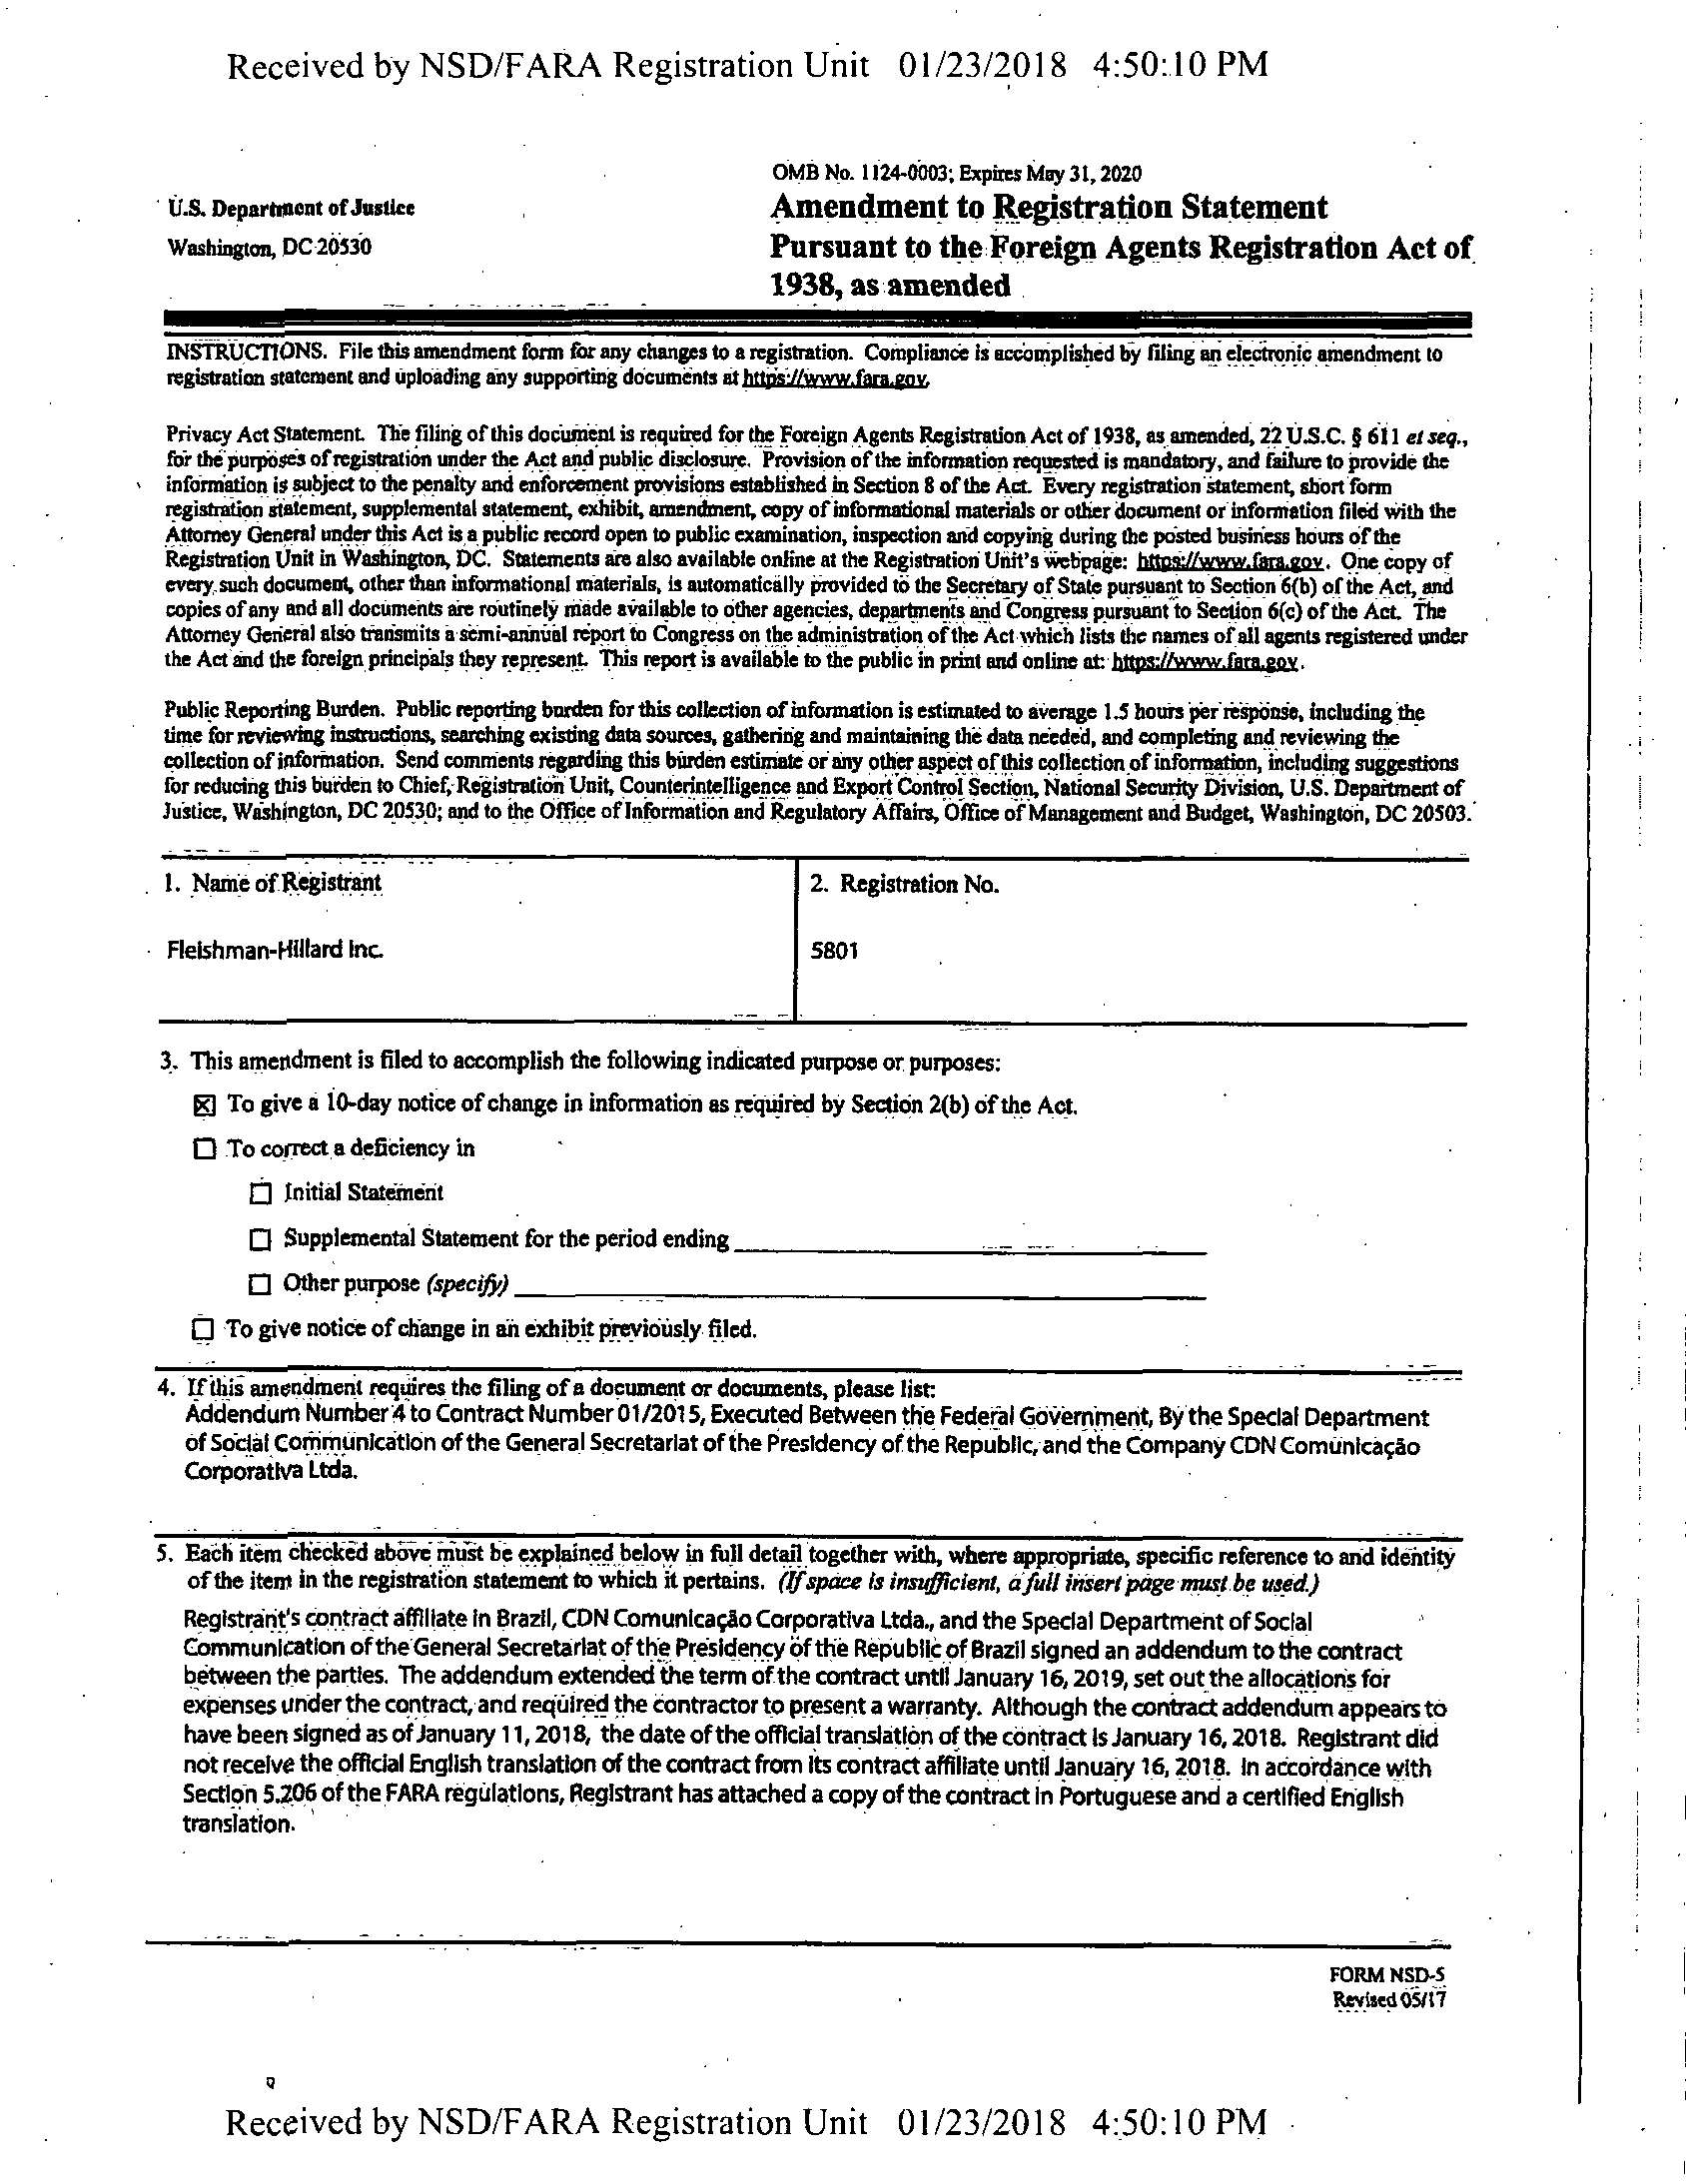 Received by NSD/FARA Registration Unit 01/23/2018 4:50:10 PM
OMB No. 1124-0003; Expires May 31, 2020
U.S. Department of Justice
Washington, DC 20530
Amendment to Registration Statement
Pursuant to the Foreign Agents Registration Act of
1938, as amended
INSTRUCTIONS. File this amendment form for any changes to a registration. Compliance is accomplished by filing an electronic amendment to
registration statement and uploading any supporting documents at https://www.fara.gov.
Privacy Act Statement. The filing of this document is required for the Foreign Agents Registration Act of 1938, as amended, 22 U.S.C. § 611 et seq.,
for the purposes of registration under the Act and public disclosure. Provision of the information requested is mandatory, and failure to provide the
information is subject to the penalty and enforcement provisions established in Section 8 of the Act. Every registration statement, short form
registration statement, supplemental statement, exhibit, amendment, copy of informational materials or other document or information filed with the
Attorney General under this Act is a public record open to public examination, inspection and copying during the posted business hours of the
Registration Unit in Washington, DC. Statements are also available online at the Registration Unit's webpage: https://www.fara.gov. One copy of
every such document, other than informational materials, is automatically provided to the Secretary of State pursuant to Section 6(b) of the Act, and
copies of any and all documents are routinely made available to other agencies, departments and Congress pursuant to Section 6(c) of the Act. The
Attorney General also transmits a semi-annual report to Congress on the administration of the Act which lists the names of all agents registered under
the Act and the foreign principals they represent. This report is available to the public in print and online at: https://www.fara.gov.
Public Reporting Burden. Public reporting burden for this collection of information is estimated to average 1.5 hours per response, including the
time for reviewing instructions, searching existing data sources, gathering and maintaining the data needed, and completing and reviewing the
collection of information. Send comments regarding this burden estimate or any other aspect of this collection of information, including suggestions
for reducing this burden to Chief, Registration Unit, Counterintelligence and Export Control Section, National Security Division, U.S. Department of
Justice, Washington, DC 20530; and to the Office of Information and Regulatory Affairs, Office of Management and Budget, Washington, DC 20503.
1. Name of Registrant
2. Registration No.
Fleishman-Hillard Inc.
5801
3. This amendment is filed to accomplish the following indicated purpose or purposes:
☒ To give a 10-day notice of change in information as required by Section 2(b) of the Act.
☐ To correct a deficiency in
☐ Initial Statement
☐ Supplemental Statement for the period ending
☐ Other purpose (specify)
☐ To give notice of change in an exhibit previously filed.
4. If this amendment requires the filing of a document or documents, please list:
Addendum Number 4 to Contract Number 01/2015, Executed Between the Federal Government, By the Special Department
of Social Communication of the General Secretariat of the Presidency of the Republic, and the Company CDN Comunicação
Corporativa Ltda.
5. Each item checked above must be explained below in full detail together with, where appropriate, specific reference to and identity
of the item in the registration statement to which it pertains. (If space is insufficient, a full insert page must be used.)
Registrant's contract affiliate in Brazil, CDN Comunicação Corporativa Ltda., and the Special Department of Social
Communication of the General Secretariat of the Presidency of the Republic of Brazil signed an addendum to the contract
between the parties. The addendum extended the term of the contract until January 16, 2019, set out the allocations for
expenses under the contract, and required the contractor to present a warranty. Although the contract addendum appears to
have been signed as of January 11, 2018, the date of the official translation of the contract is January 16, 2018. Registrant did
not receive the official English translation of the contract from its contract affiliate until January 16, 2018. In accordance with
Section 5.206 of the FARA regulations, Registrant has attached a copy of the contract in Portuguese and a certified English
translation.
FORM NSD-5
Revised 05/17
Received by NSD/FARA Registration Unit 01/23/2018 4:50:10 PM